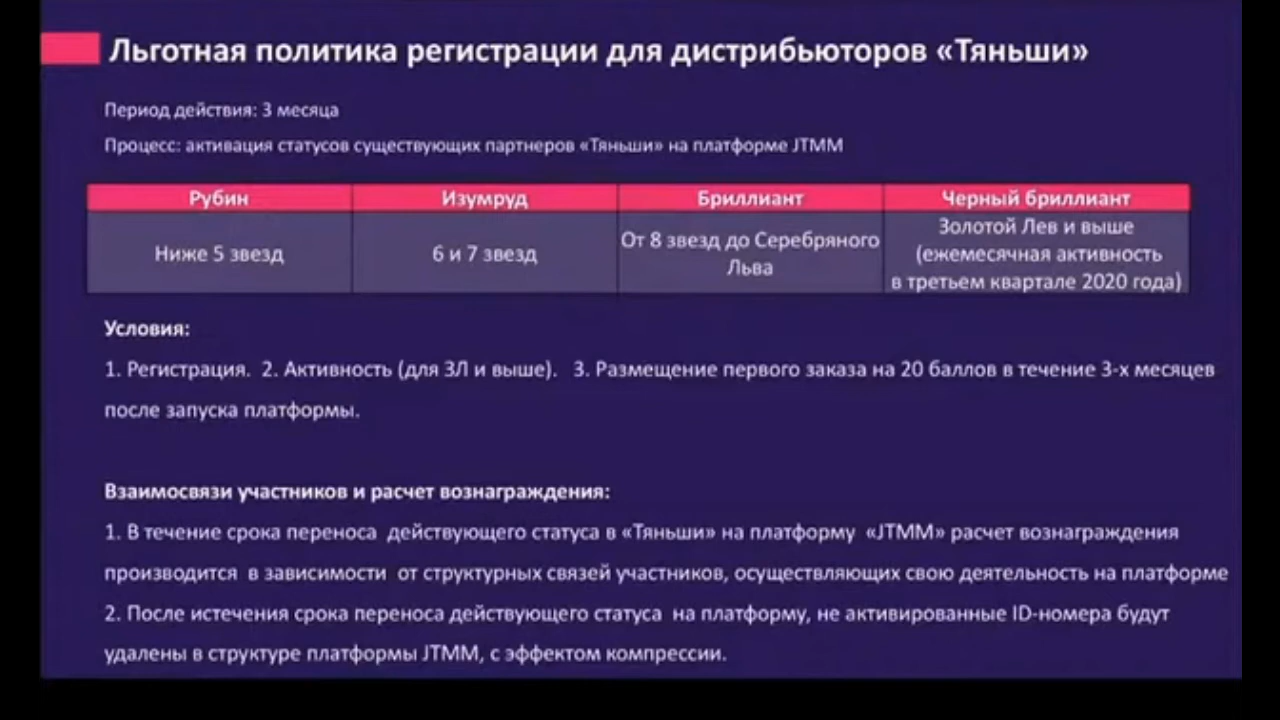 Льготная политика регистрации для дистрибьюторов «Тяньши»
Период действия: 3 месяца
Процесс: активация статусов существующих партнеров «Тяньши» на платформе JTMM
Рубин Изумруд Бриллиант Черный бриллиант
Ниже 5 звезд
6 и 7 звезд
От 8 звезд до Серебряного
Льва
Золотой Лев и выше
(ежемесячная активность
в третьем квартале 2020 года)
Условия:
1. Регистрация. 2. Активность (для ЗЛ и выше). 3. Размещение первого заказа на 20 баллов в течение 3-х месяцев
после запуска платформы.
Взаимосвязи участников и расчет вознаграждения:
1. В течение срока переноса действующего статуса в «Тяньши» на платформу «JTMM» расчет вознаграждения
производится в зависимости от структурных связей участников, осуществляющих свою деятельность на платформе
2. После истечения срока переноса действующего статуса на платформу, не активированные ID-номера будут
удалены в структуре платформы JTMM, с эффектом компрессии.